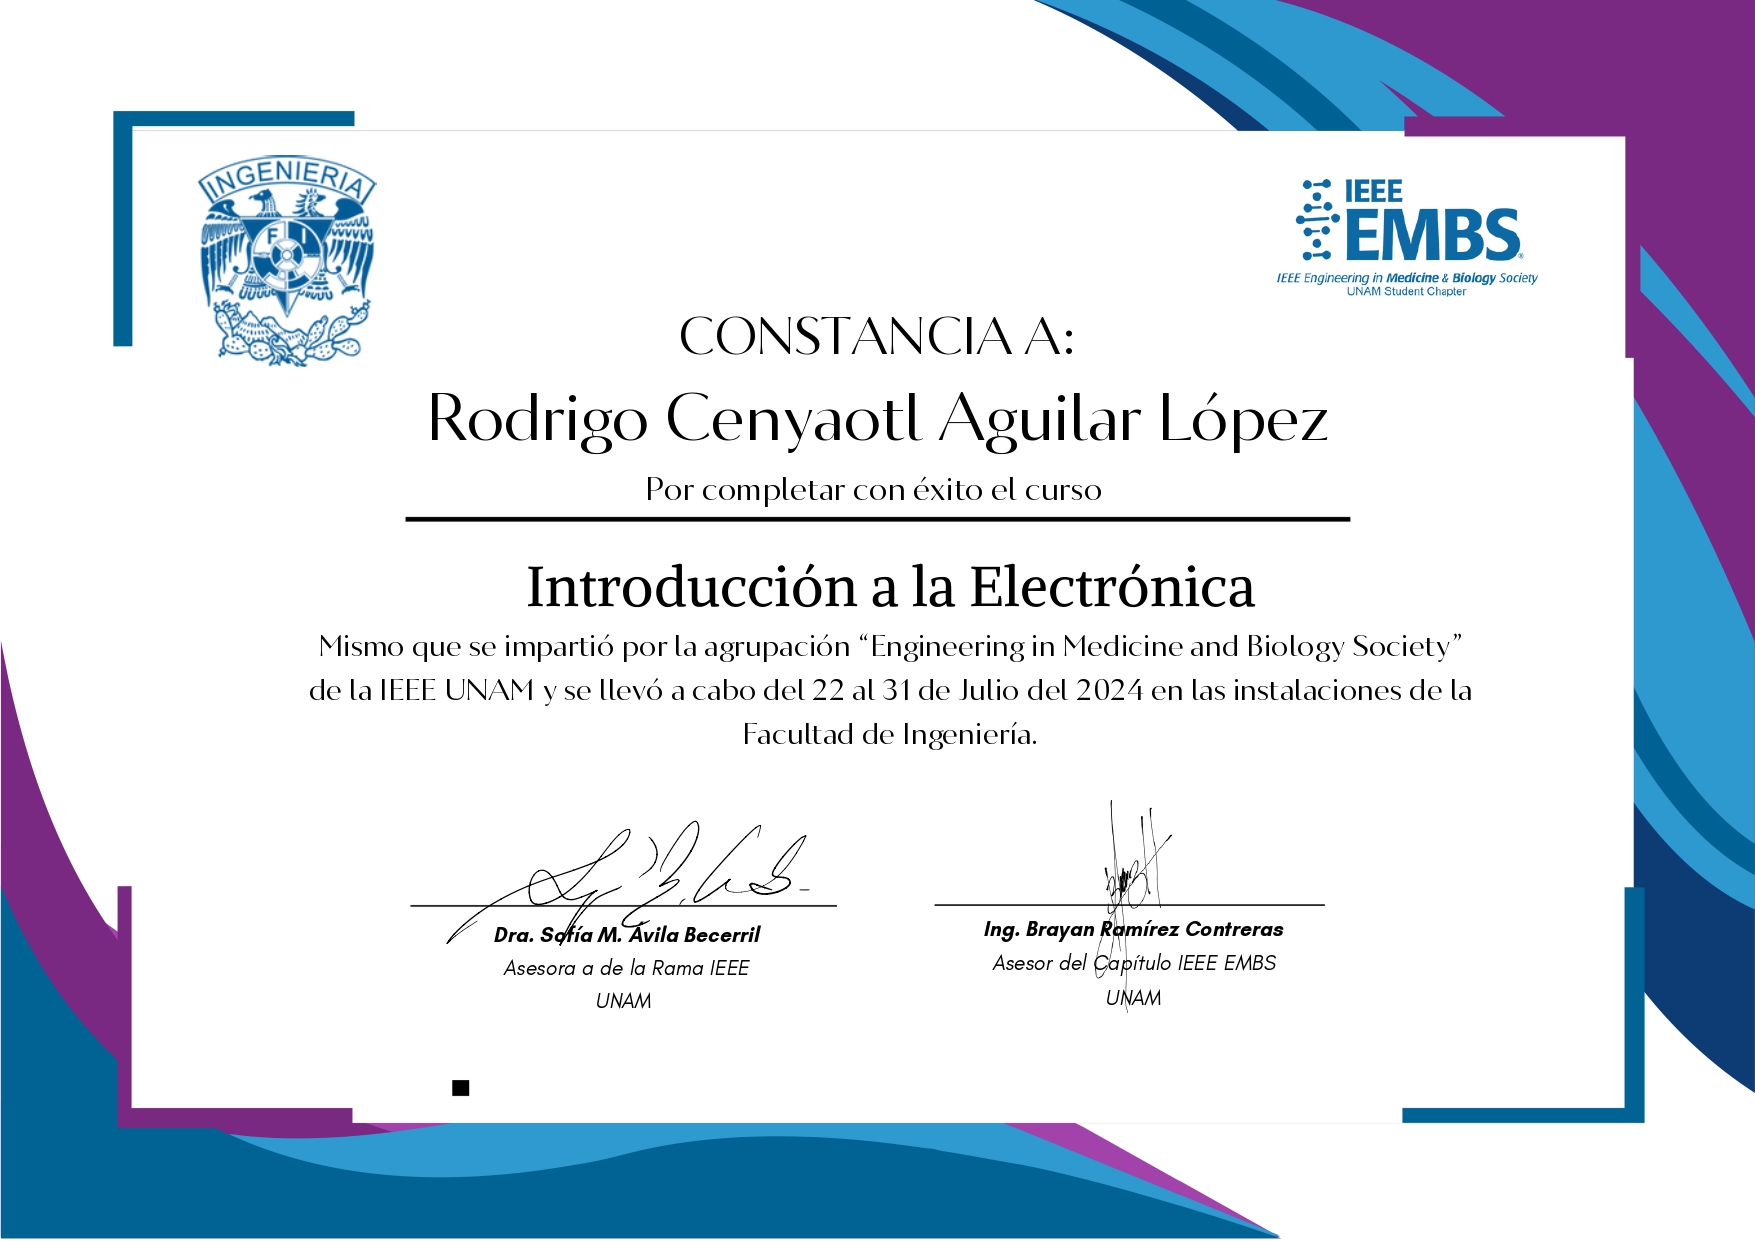 INGENIERIA
F I
IEEE
EMBS®
IEEE Engineering in Medicine & Biology Society
UNAM Student Chapter
CONSTANCIA A:
Rodrigo Cenyaotl Aguilar López
Por completar con éxito el curso
Introducción a la Electrónica
Mismo que se impartió por la agrupación “Engineering in Medicine and Biology Society”
de la IEEE UNAM y se llevó a cabo del 22 al 31 de Julio del 2024 en las instalaciones de la
Facultad de Ingeniería.
Dra. Sofía M. Ávila Becerril
Asesora a de la Rama IEEE
UNAM
Ing. Brayan Ramírez Contreras
Asesor del Capítulo IEEE EMBS
UNAM